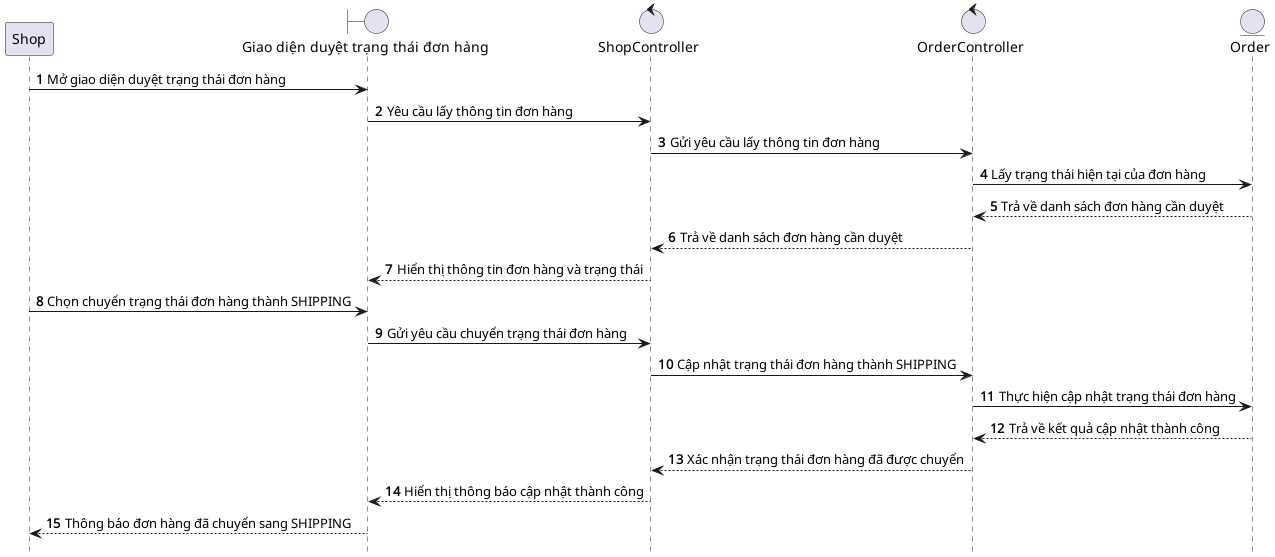 Shop
Giao diện duyệt trạng thái đơn hàng
ShopController
OrderController
Order
1 Mở giao diện duyệt trạng thái đơn hàng
2 Yêu cầu lấy thông tin đơn hàng
3 Gửi yêu cầu lấy thông tin đơn hàng
4 Lấy trạng thái hiện tại của đơn hàng
5 Trả về danh sách đơn hàng cần duyệt
6 Trả về danh sách đơn hàng cần duyệt
7 Hiển thị thông tin đơn hàng và trạng thái
8 Chọn chuyển trạng thái đơn hàng thành SHIPPING
9 Gửi yêu cầu chuyển trạng thái đơn hàng
10 Cập nhật trạng thái đơn hàng thành SHIPPING
11 Thực hiện cập nhật trạng thái đơn hàng
12 Trả về kết quả cập nhật thành công
13 Xác nhận trạng thái đơn hàng đã được chuyển
14 Hiển thị thông báo cập nhật thành công
15 Thông báo đơn hàng đã chuyển sang SHIPPING